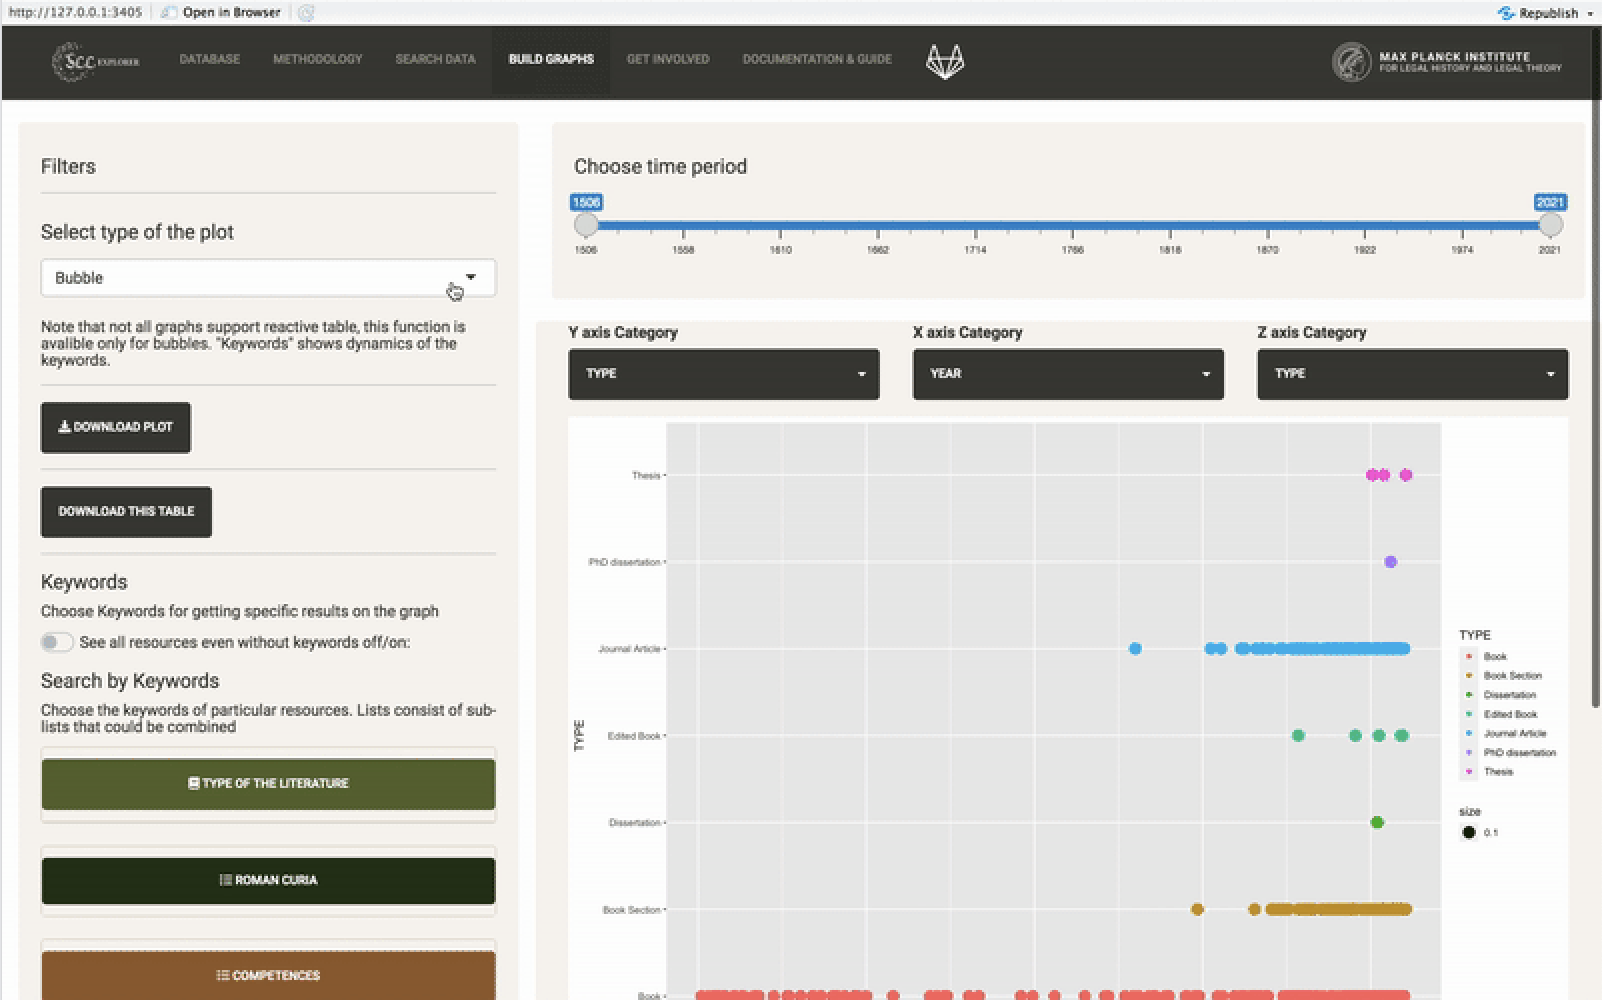 http://127.0.0.1:3405
Open in Browser
Republish
SCC EXPLORER
DATABASE
METHODOLOGY
SEARCH DATA
BUILD GRAPHS
GET INVOLVED
DOCUMENTATION & GUIDE
MAX PLANCK INSTITUTE
FOR LEGAL HISTORY AND LEGAL THEORY
Filters
Select type of the plot
Bubble
Note that not all graphs support reactive table, this function is
avalible only for bubbles. "Keywords" shows dynamics of the
keywords.
DOWNLOAD PLOT
DOWNLOAD THIS TABLE
Keywords
Choose Keywords for getting specific results on the graph
See all resources even without keywords off/on:
Search by Keywords
Choose the keywords of particular resources. Lists consist of sub-
lists that could be combined
TYPE OF THE LITERATURE
ROMAN CURIA
COMPETENCES
Choose time period
1506
2021
1506 1558 1610 1662 1714 1766 1818 1870 1922 1974 2021
Y axis Category
X axis Category
Z axis Category
TYPE
YEAR
TYPE
Thesis
PhD dissertation
Journal Article
Edited Book
Dissertation
Book Section
Book
TYPE
TYPE
Book
Book Section
Dissertation
Edited Book
Journal Article
PhD dissertation
Thesis
size
0.1